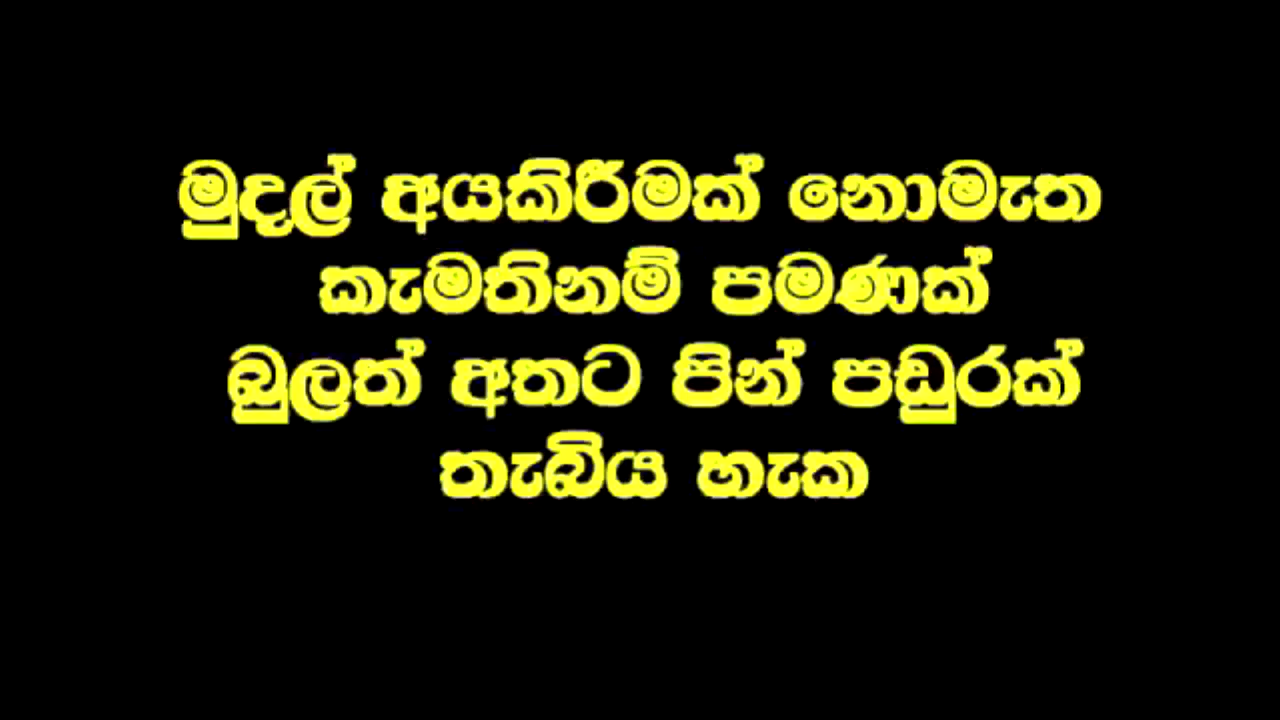 මුදල් අයකිරීමක් නොමැත
කැමතිනම් පමණක්
බුලත් අතට පින් පඩුරක්
තැබිය හැක